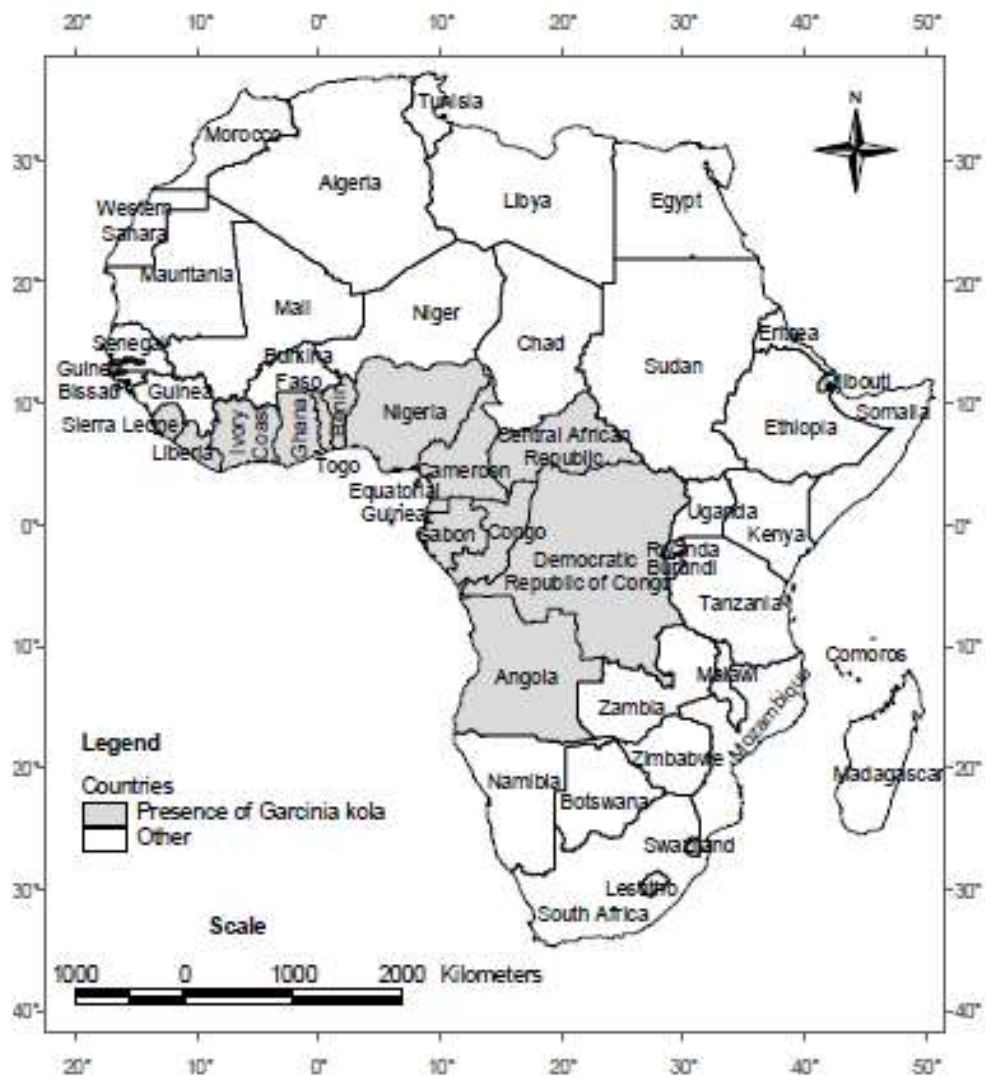 20° 10° 0° 10° 20° 30° 40° 50°
N
Tunisia
Morocco
30° 30°
Algeria
Libya
Egypt
Western
Sahara
Mauritania
20° 20°
Mali
Niger
Chad
Sudan
Eritrea
Senegal
Burkina
Faso
Guinea
Bissau
Guinea
Djibouti
10° 10°
Nigeria
Benin
Ghana
Ivory
Coast
Somalia
Ethiopia
Sierra Leone
Central African
Republic
Liberia
Togo
Cameroon
Equatorial
Guinea
Uganda
Kenya
0° 0°
Gabon
Congo
Rwanda
Burundi
Democratic
Republic of Congo
Tanzania
10° 10°
Comoros
Angola
Malawi
Zambia
Mozambique
Legend
Zimbabwe
20° 20°
Namibia
Madagascar
Countries
Botswana
Presence of Garcinia kola
Other
Swaziland
30° 30°
Lesotho
South Africa
Scale
1000 0 1000 2000 Kilometers
40° 40°
20° 10° 0° 10° 20° 30° 40° 50°